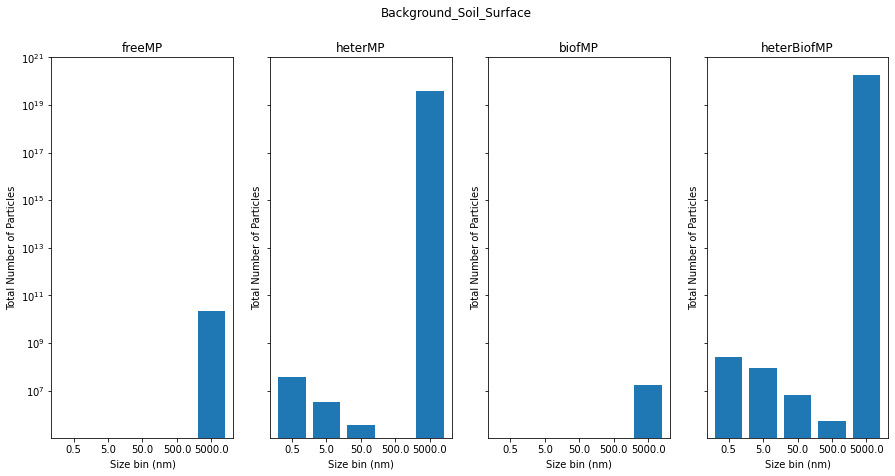 Background_Soil_Surface
freeMP
heterMP
biofMP
heterBiofMP
Total Number of Particles
10^21
10^19
10^17
10^15
10^13
10^11
10^9
10^7
0.5 5.0 50.0 500.0 5000.0
Size bin (nm)
Total Number of Particles
0.5 5.0 50.0 500.0 5000.0
Size bin (nm)
Total Number of Particles
0.5 5.0 50.0 500.0 5000.0
Size bin (nm)
Total Number of Particles
0.5 5.0 50.0 500.0 5000.0
Size bin (nm)